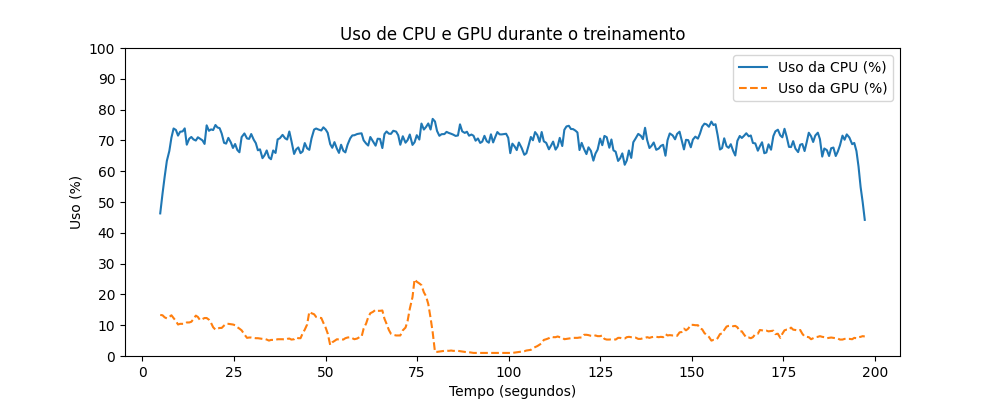 Uso de CPU e GPU durante o treinamento
Uso da CPU (%)
Uso da GPU (%)
Uso (%)
100
90
80
70
60
50
40
30
20
10
0
0 25 50 75 100 125 150 175 200
Tempo (segundos)